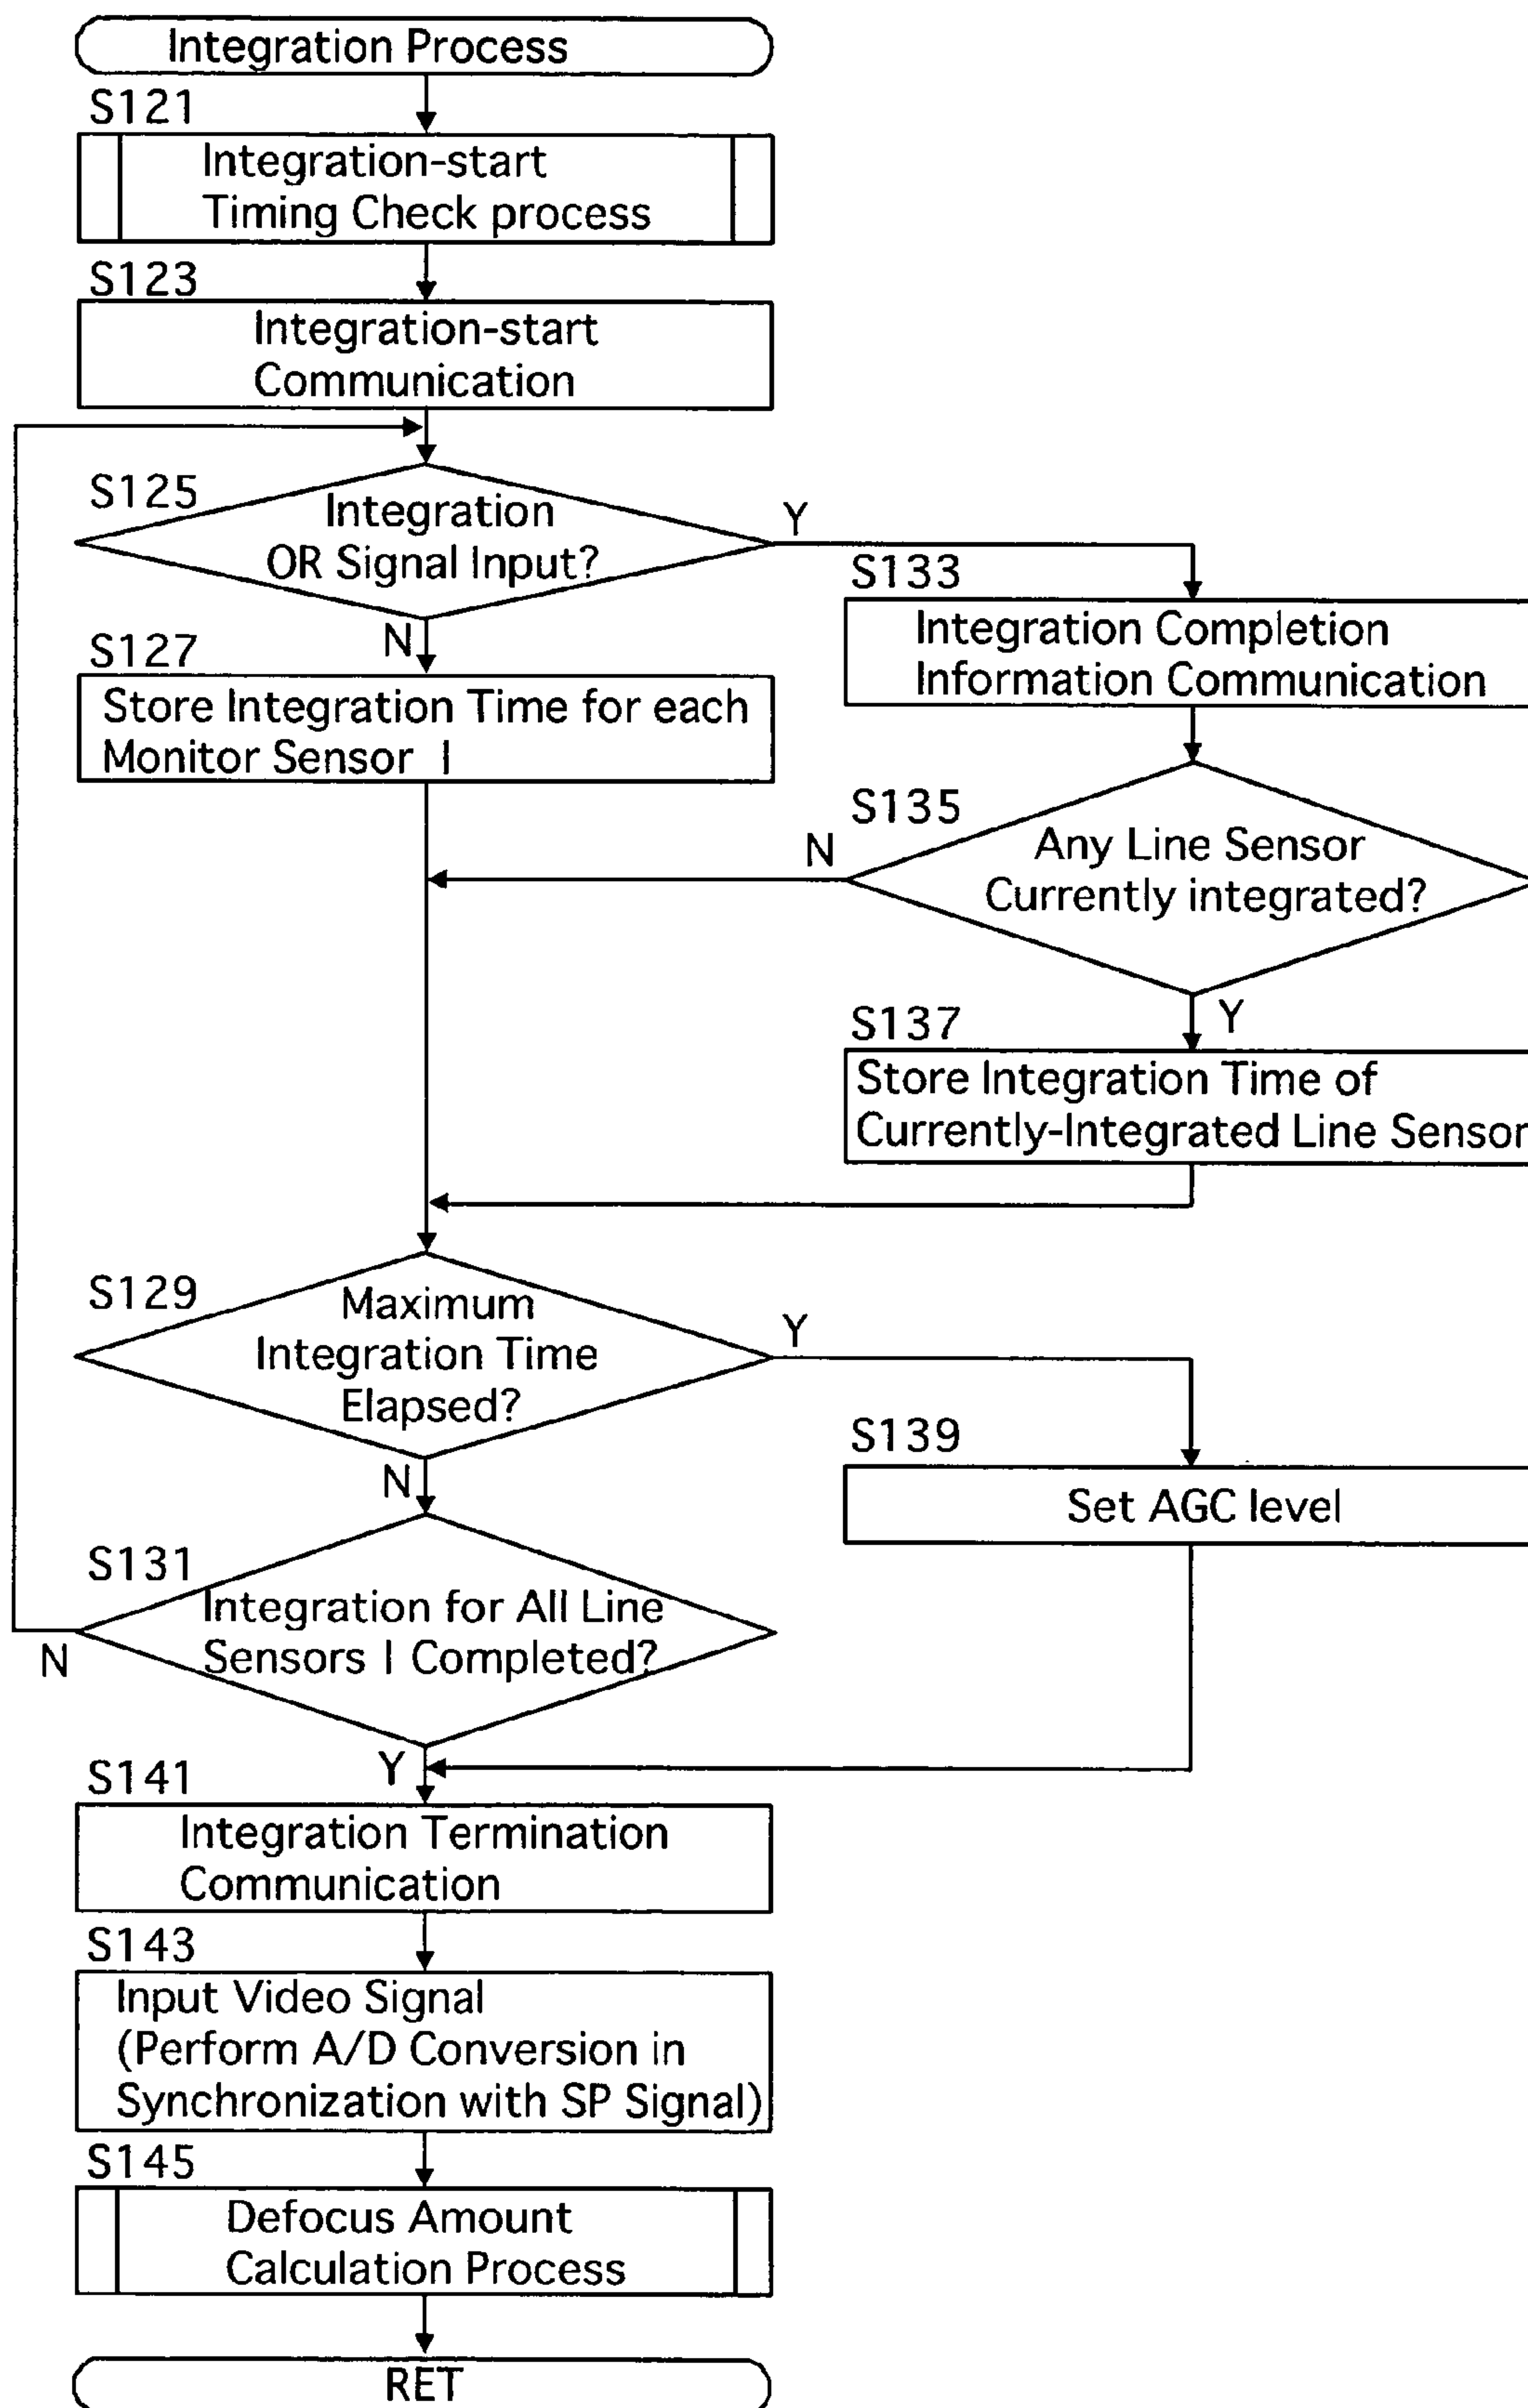 Integration Process
S121
Integration-start
Timing Check process
S123
Integration-start
Communication
S125
Integration
OR Signal Input?
Y
N
S133
Integration Completion
Information Communication
S127
Store Integration Time for each
Monitor Sensor I
S135
Any Line Sensor
Currently integrated?
N
Y
S137
Store Integration Time of
Currently-Integrated Line Sensor
S129
Maximum
Integration Time
Elapsed?
Y
N
S139
Set AGC level
S131
Integration for All Line
Sensors I Completed?
N
Y
S141
Integration Termination
Communication
S143
Input Video Signal
(Perform A/D Conversion in
Synchronization with SP Signal)
S145
Defocus Amount
Calculation Process
RET